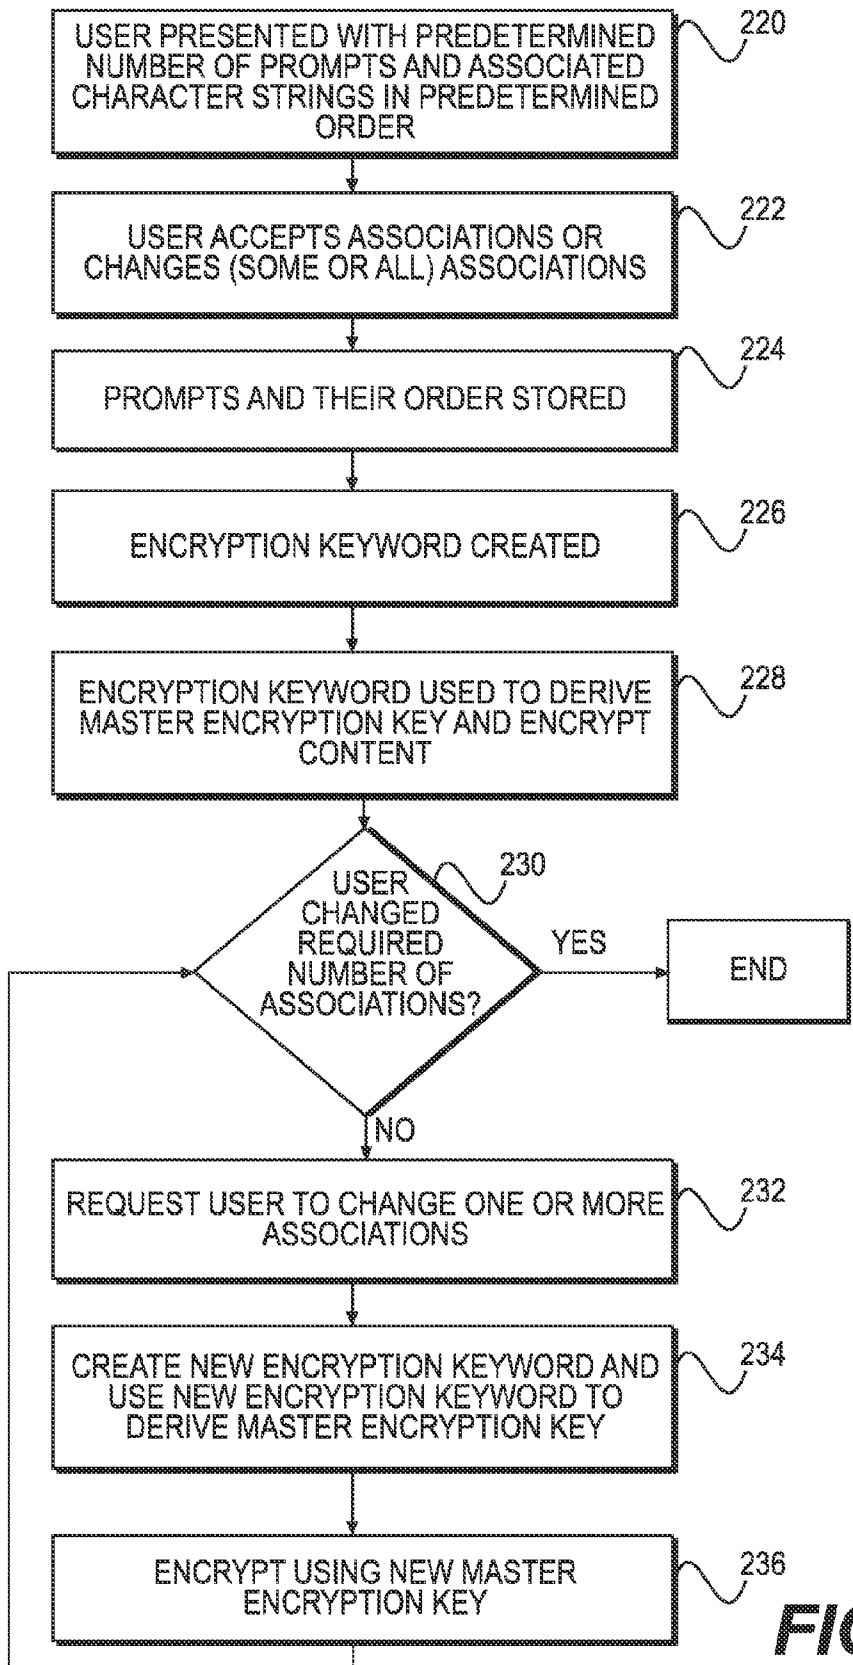 USER PRESENTED WITH PREDETERMINED
NUMBER OF PROMPTS AND ASSOCIATED
CHARACTER STRINGS IN PREDETERMINED
ORDER
220
USER ACCEPTS ASSOCIATIONS OR
CHANGES (SOME OR ALL) ASSOCIATIONS
222
PROMPTS AND THEIR ORDER STORED
224
ENCRYPTION KEYWORD CREATED
226
ENCRYPTION KEYWORD USED TO DERIVE
MASTER ENCRYPTION KEY AND ENCRYPT
CONTENT
228
USER
CHANGED
REQUIRED
NUMBER OF
ASSOCIATIONS?
230
YES
END
NO
REQUEST USER TO CHANGE ONE OR MORE
ASSOCIATIONS
232
CREATE NEW ENCRYPTION KEYWORD AND
USE NEW ENCRYPTION KEYWORD TO
DERIVE MASTER ENCRYPTION KEY
234
ENCRYPT USING NEW MASTER
ENCRYPTION KEY
236